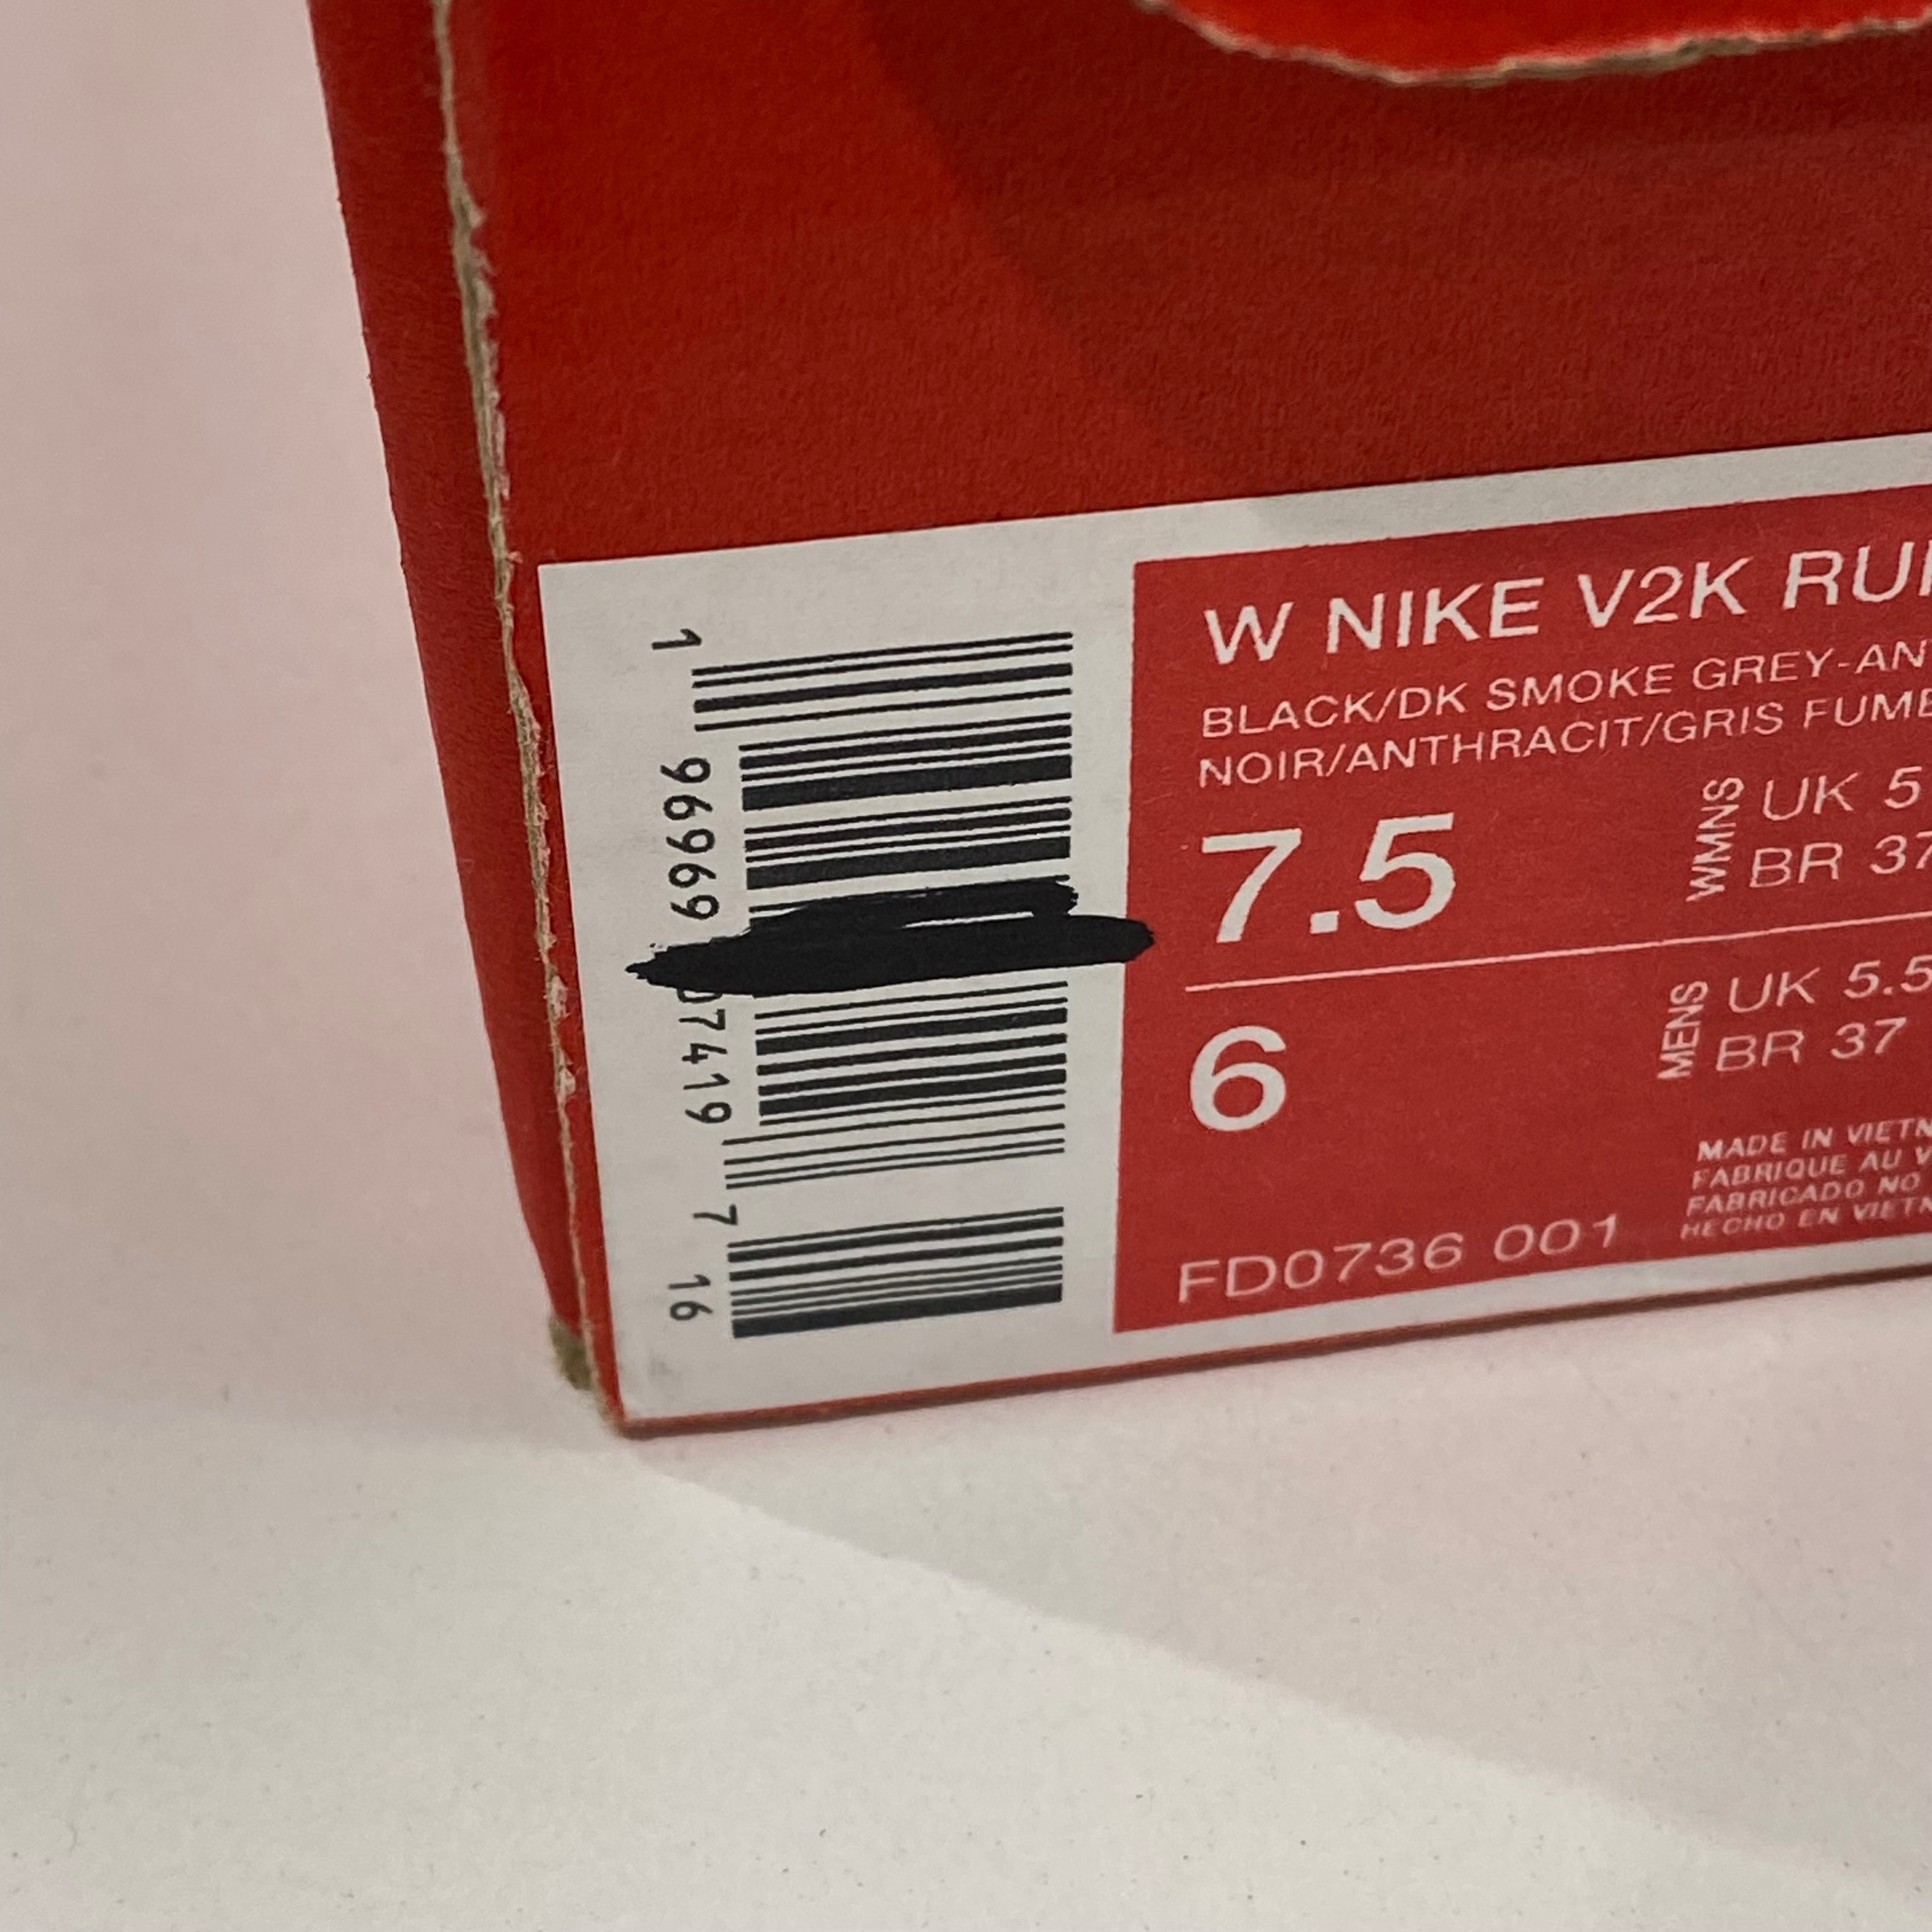 1 96969 07419 7 16
W NIKE V2K RU
BLACK/DK SMOKE GREY-AN
NOIR/ANTHRACIT/GRIS FUME
7.5
WMNS
UK 5
BR 37
6
MENS
UK 5.5
BR 37
MADE IN VIETN
FABRIQUE AU V
FABRICADO NO
HECHO EN VIETN
FD0736 001